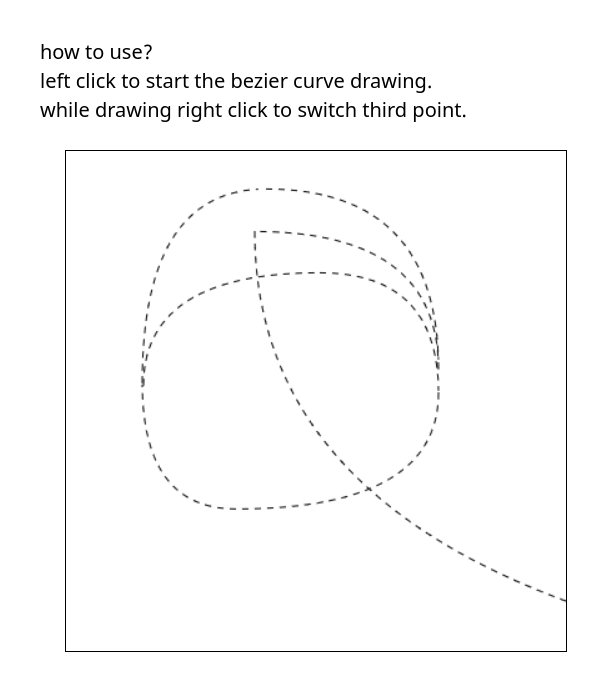 how to use?
left click to start the bezier curve drawing.
while drawing right click to switch third point.